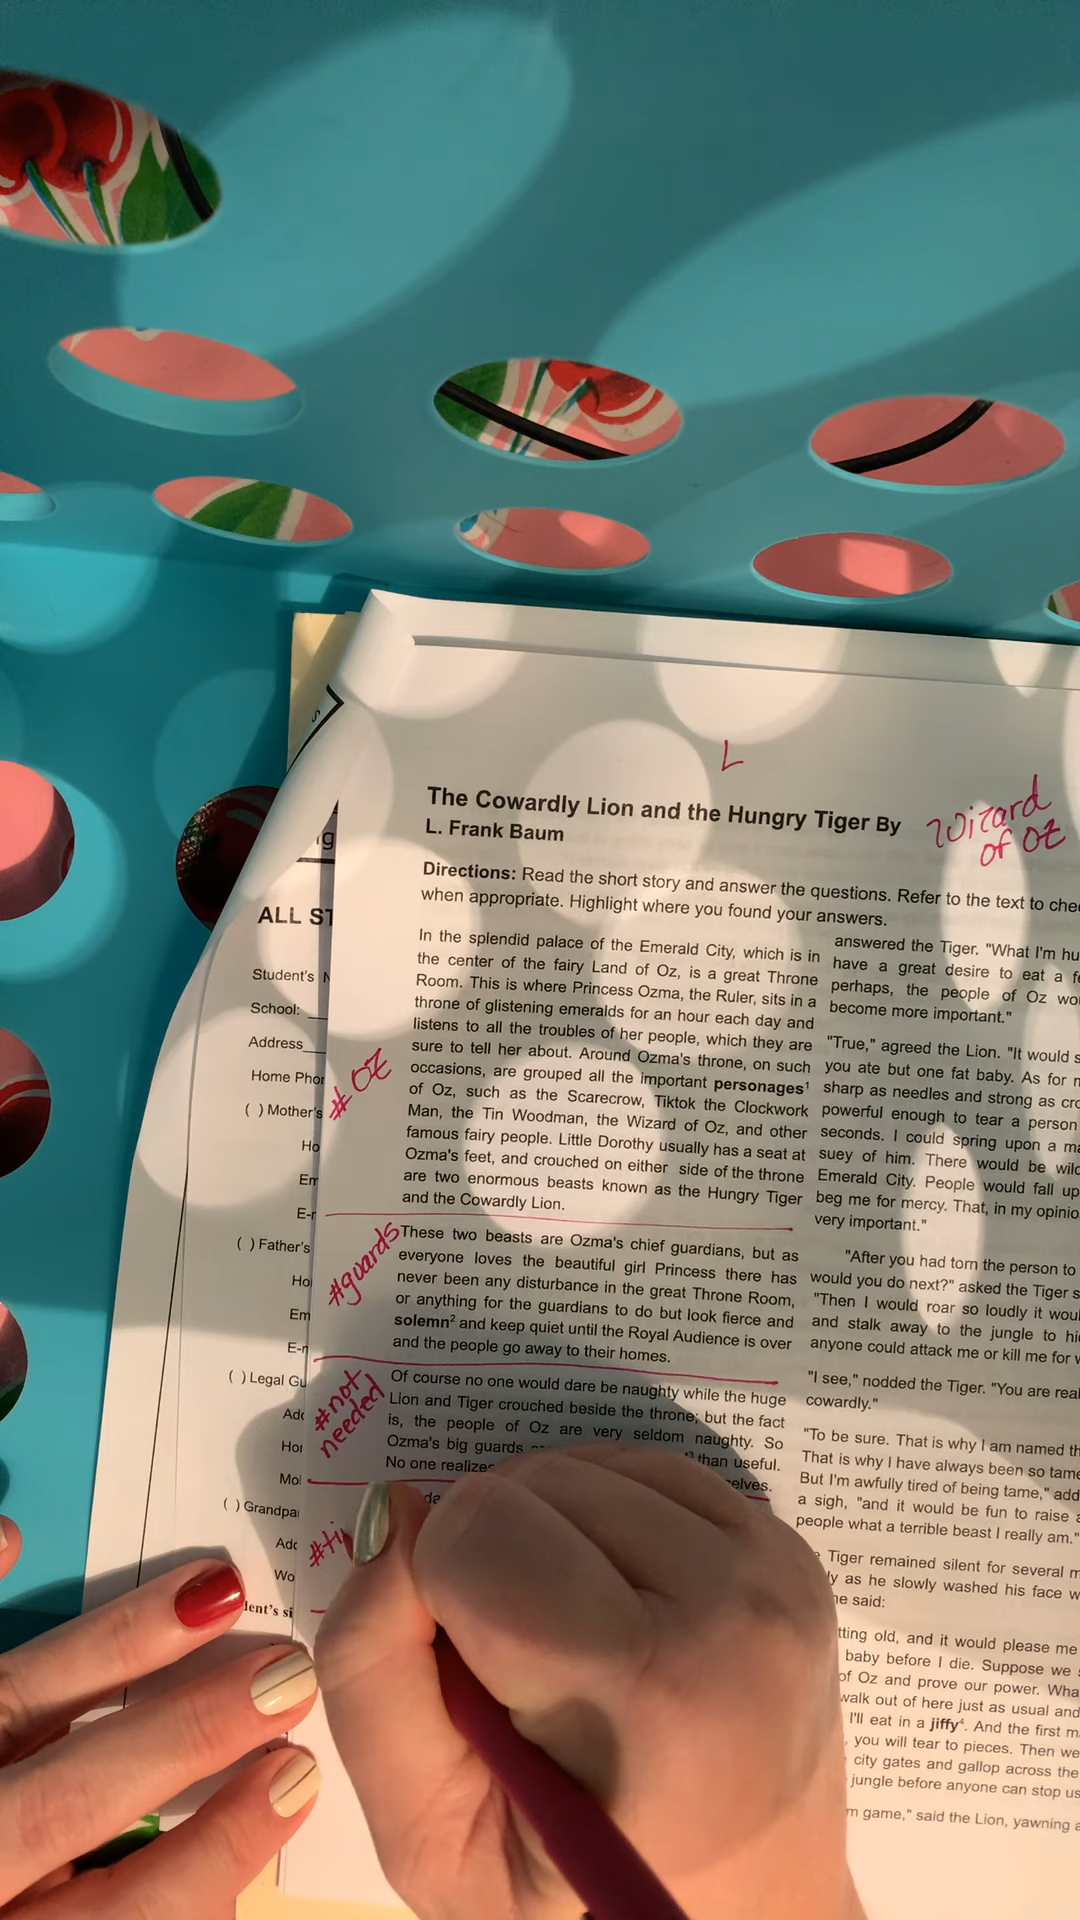 L
The Cowardly Lion and the Hungry Tiger By
L. Frank Baum
Wizard
of Oz
Directions: Read the short story and answer the questions. Refer to the text to
when appropriate. Highlight where you found your answers.
#OZ
In the splendid palace of the Emerald City, which is in
the center of the fairy Land of Oz, is a great Throne
Room. This is where Princess Ozma, the Ruler, sits in a
throne of glistening emeralds for an hour each day and
listens to all the troubles of her people, which they are
sure to tell her about. Around Ozma's throne, on such
occasions, are grouped all the important personages¹
of Oz, such as the Scarecrow, Tiktok the Clockwork
Man, the Tin Woodman, the Wizard of Oz, and other
famous fairy people. Little Dorothy usually has a seat at
Ozma's feet, and crouched on either side of the throne
are two enormous beasts known as the Hungry Tiger
and the Cowardly Lion.
#guards
These two beasts are Ozma's chief guardians, but as
everyone loves the beautiful girl Princess there has
never been any disturbance in the great Throne Room,
or anything for the guardians to do but look fierce and
solemn² and keep quiet until the Royal Audience is over
and the people go away to their homes.
#not
needed
Of course no one would dare be naughty while the huge
Lion and Tiger crouched beside the throne; but the fact
is, the people of Oz are very seldom naughty. So
Ozma's big guards than useful.
No one realizes
#ti
answered the Tiger. "What I'm
have a great desire to eat a
perhaps, the people of Oz
become more important."
"True," agreed the Lion. "It would
you ate but one fat baby. As for
sharp as needles and strong as
powerful enough to tear a person
seconds. I could spring upon a
suey of him. There would be
Emerald City. People would fall
beg me for mercy. That, in my
very important."
"After you had torn the person to
would you do next?" asked the Tiger
"Then I would roar so loudly it
and stalk away to the jungle to
anyone could attack me or kill me for
"I see," nodded the Tiger. "You are
cowardly."
"To be sure. That is why I am named
That is why I have always been so
But I'm awfully tired of being tame,"
a sigh, "and it would be fun to raise
people what a terrible beast I really am."
Tiger remained silent for several
as he slowly washed his face
he said:
old, and it would please me
baby before I die. Suppose we
of Oz and prove our power.
walk out of here just as usual and
I'll eat in a jiffy⁴. And the first
you will tear to pieces. Then
city gates and gallop across the
jungle before anyone can stop
game," said the Lion, yawning
ALL
Student's
School:
Address
Home
( ) Mother's
( ) Father's
( ) Legal